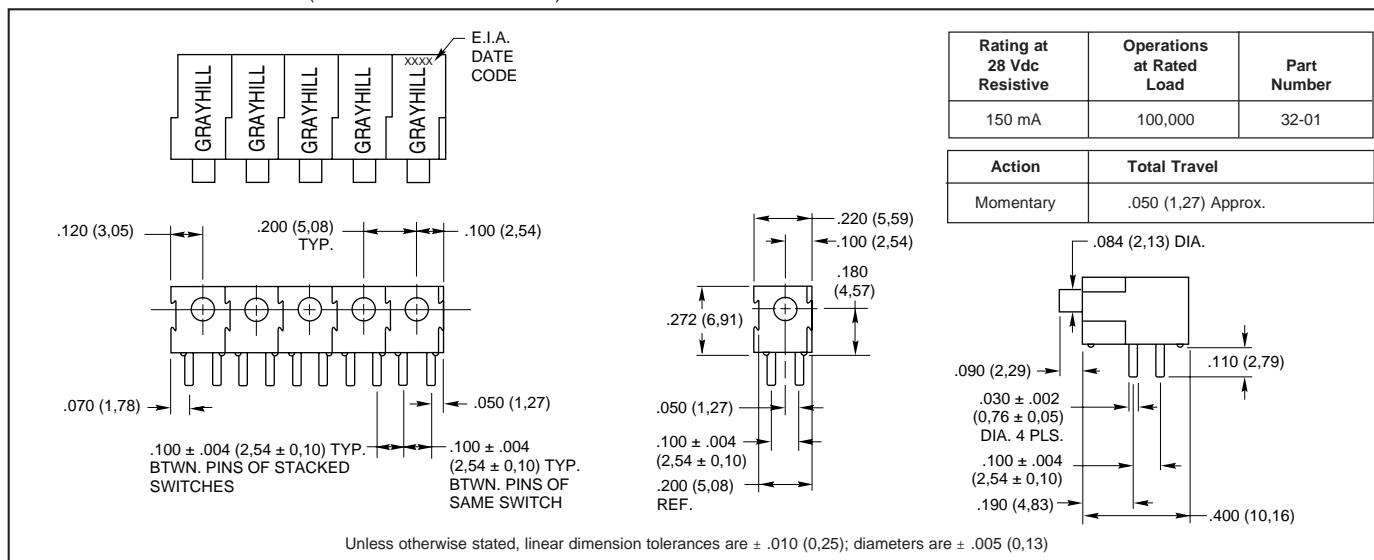 E.I.A.
DATE
CODE
XXXX
GRAYHILL
GRAYHILL
GRAYHILL
GRAYHILL
GRAYHILL
Rating at
28 Vdc
Resistive
Operations
at Rated
Load
Part
Number
150 mA
100,000
32-01
Action
Total Travel
Momentary
.050 (1,27) Approx.
.120 (3,05)
.200 (5,08)
TYP.
.100 (2,54)
.070 (1,78)
.050 (1,27)
.100 ± .004 (2,54 ± 0,10) TYP.
BTWN. PINS OF STACKED
SWITCHES
.100 ± .004
(2,54 ± 0,10) TYP.
BTWN. PINS OF
SAME SWITCH
.220 (5,59)
.100 (2,54)
.180
(4,57)
.272 (6,91)
.050 (1,27)
.100 ± .004
(2,54 ± 0,10)
.200 (5,08)
REF.
.084 (2,13) DIA.
.090 (2,29)
.110 (2,79)
.030 ± .002
(0,76 ± 0,05)
DIA. 4 PLS.
.100 ± .004
(2,54 ± 0,10)
.190 (4,83)
.400 (10,16)
Unless otherwise stated, linear dimension tolerances are ± .010 (0,25); diameters are ± .005 (0,13)